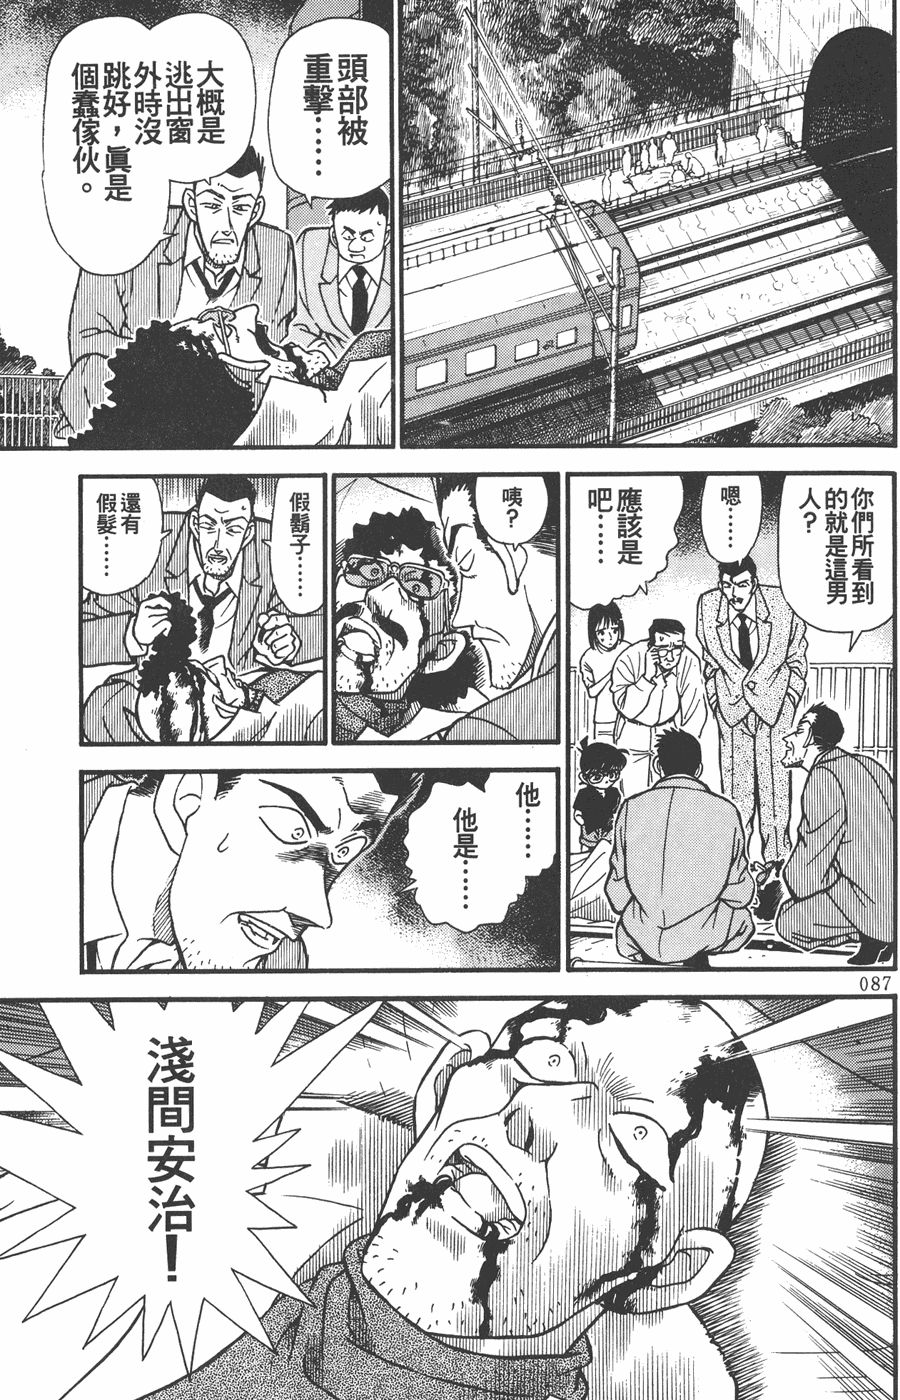 頭部被
重擊……
大概是
逃出窗
外時沒
跳好，真是
個蠢傢伙。
你們所看到
的就是這男
人？
嗯……
應該是
吧……
咦？
假鬍子……
還有
假髮……
他……
他是……
087
淺間安治！